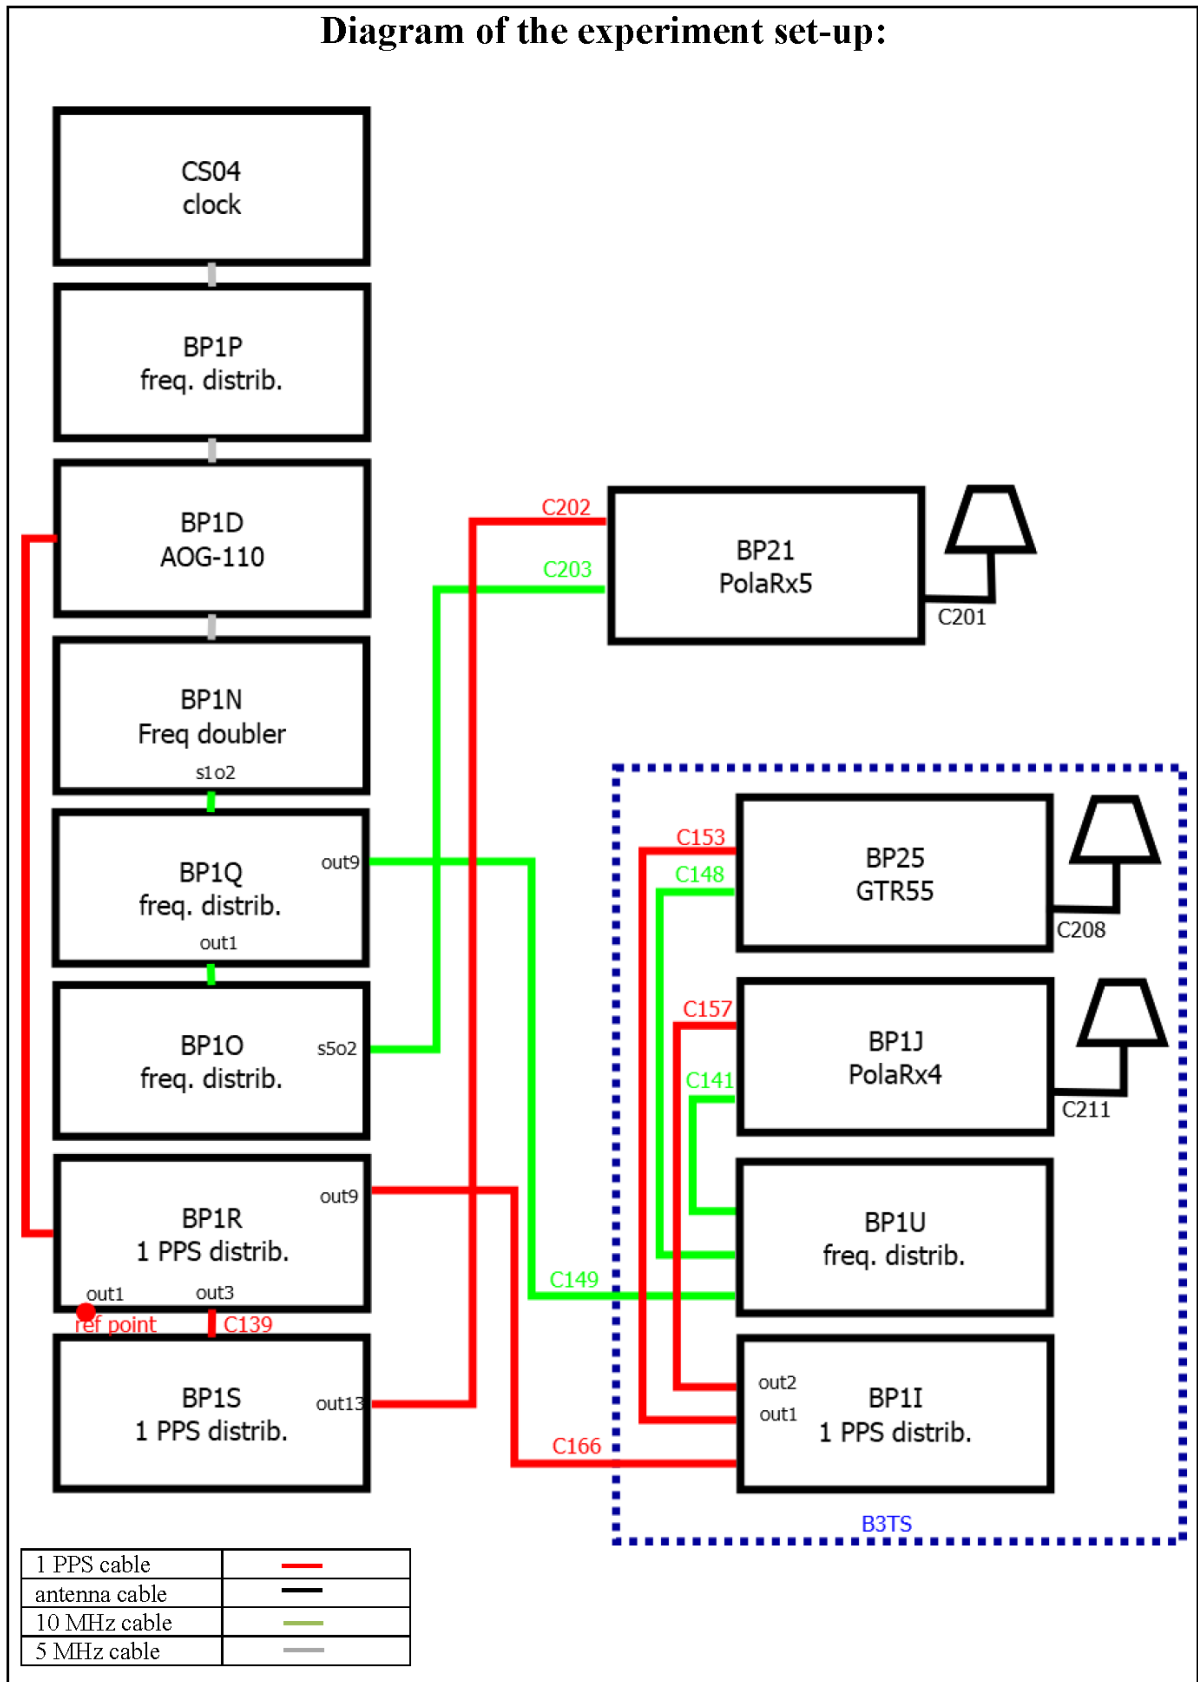 Diagram of the experiment set-up:
CS04
clock
BP1P
freq. distrib.
BP1D
AOG-110
BP1N
Freq doubler
s1o2
BP1Q
freq. distrib.
out9
out1
BP1O
freq. distrib.
s5o2
BP1R
1 PPS distrib.
out9
out1
out3
ref point
C139
BP1S
1 PPS distrib.
out13
C202
C203
BP21
PolaRx5
C201
C153
C148
BP25
GTR55
C208
C157
C141
BP1J
PolaRx4
C211
BP1U
freq. distrib.
C149
out2
out1
BP1I
1 PPS distrib.
C166
B3TS
1 PPS cable
antenna cable
10 MHz cable
5 MHz cable